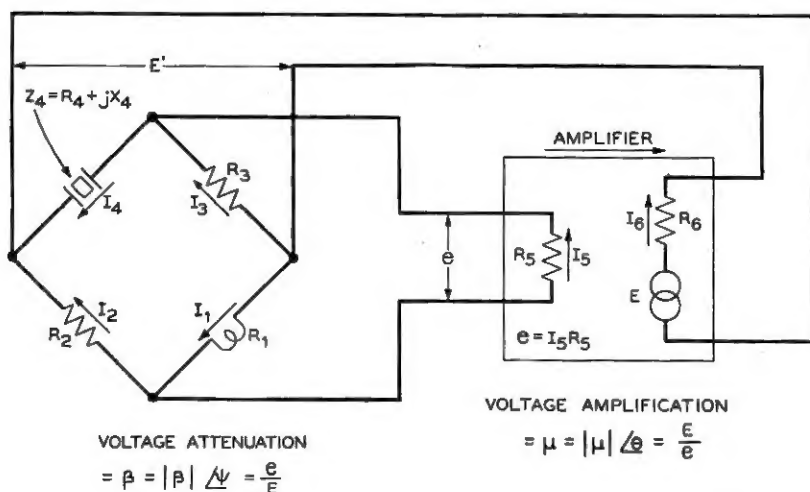 E'
Z₄=R₄+jX₄
AMPLIFIER
R₃
I₄
I₃
I₆
R₆
R₅
I₅
e
I₂
I₁
E
R₂
R₁
e=I₅R₅
VOLTAGE AMPLIFICATION
= μ = |μ| ∠θ = E/e
VOLTAGE ATTENUATION
= β = |β| ∠ψ = e/E